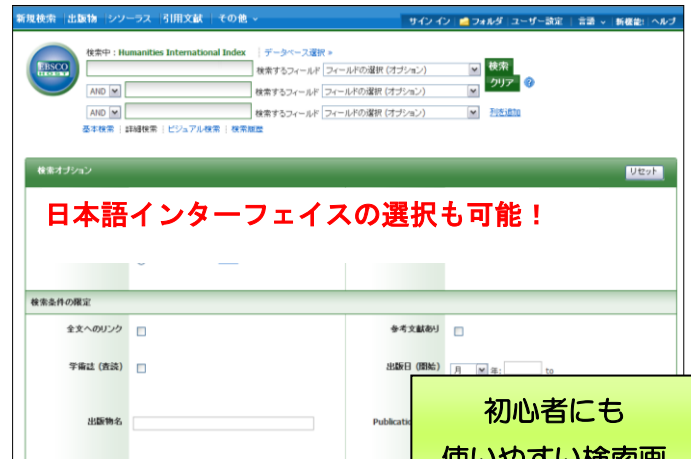 新規検索 出版物 シソーラス 引用文献 その他 サインイン フォルダ ユーザー設定 言語 新機能! ヘルプ
EBSCO HOST
検索中 : Humanities International Index データベース選択 »
検索するフィールド フィールドの選択 (オプション) 検索
クリア
AND 検索するフィールド フィールドの選択 (オプション)
AND 検索するフィールド フィールドの選択 (オプション) 列を追加
基本検索 詳細検索 ビジュアル検索 検索履歴
検索オプション リセット
日本語インターフェイスの選択も可能！
検索条件の限定
全文へのリンク 参考文献あり
学術誌 (査読) 出版日 (開始) 月 年: to
出版物名
初心者にも
使いやすい検索画